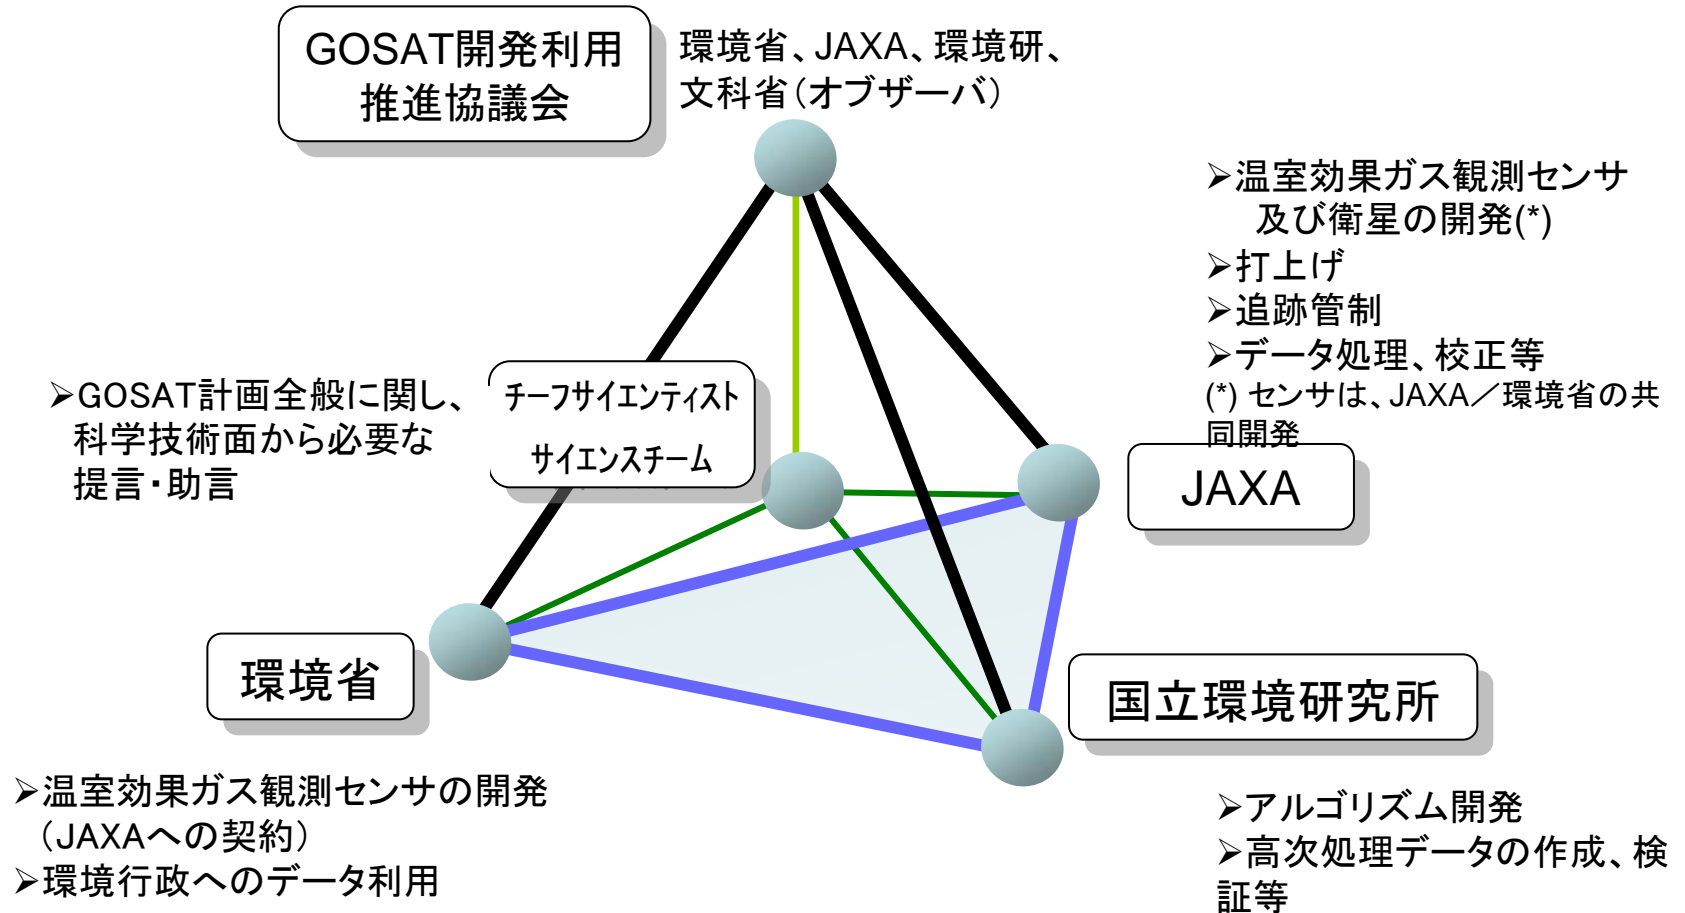 GOSAT開発利用
推進協議会
環境省、JAXA、環境研、
文科省(オブザーバ)
➢温室効果ガス観測センサ
及び衛星の開発(*)
➢打上げ
➢追跡管制
➢データ処理、校正等
(*) センサは、JAXA／環境省の共
同開発
JAXA
チーフサイエンティスト
サイエンスチーム
➢GOSAT計画全般に関し、
科学技術面から必要な
提言・助言
環境省
➢温室効果ガス観測センサの開発
(JAXAへの契約)
➢環境行政へのデータ利用
国立環境研究所
➢アルゴリズム開発
➢高次処理データの作成、検
証等